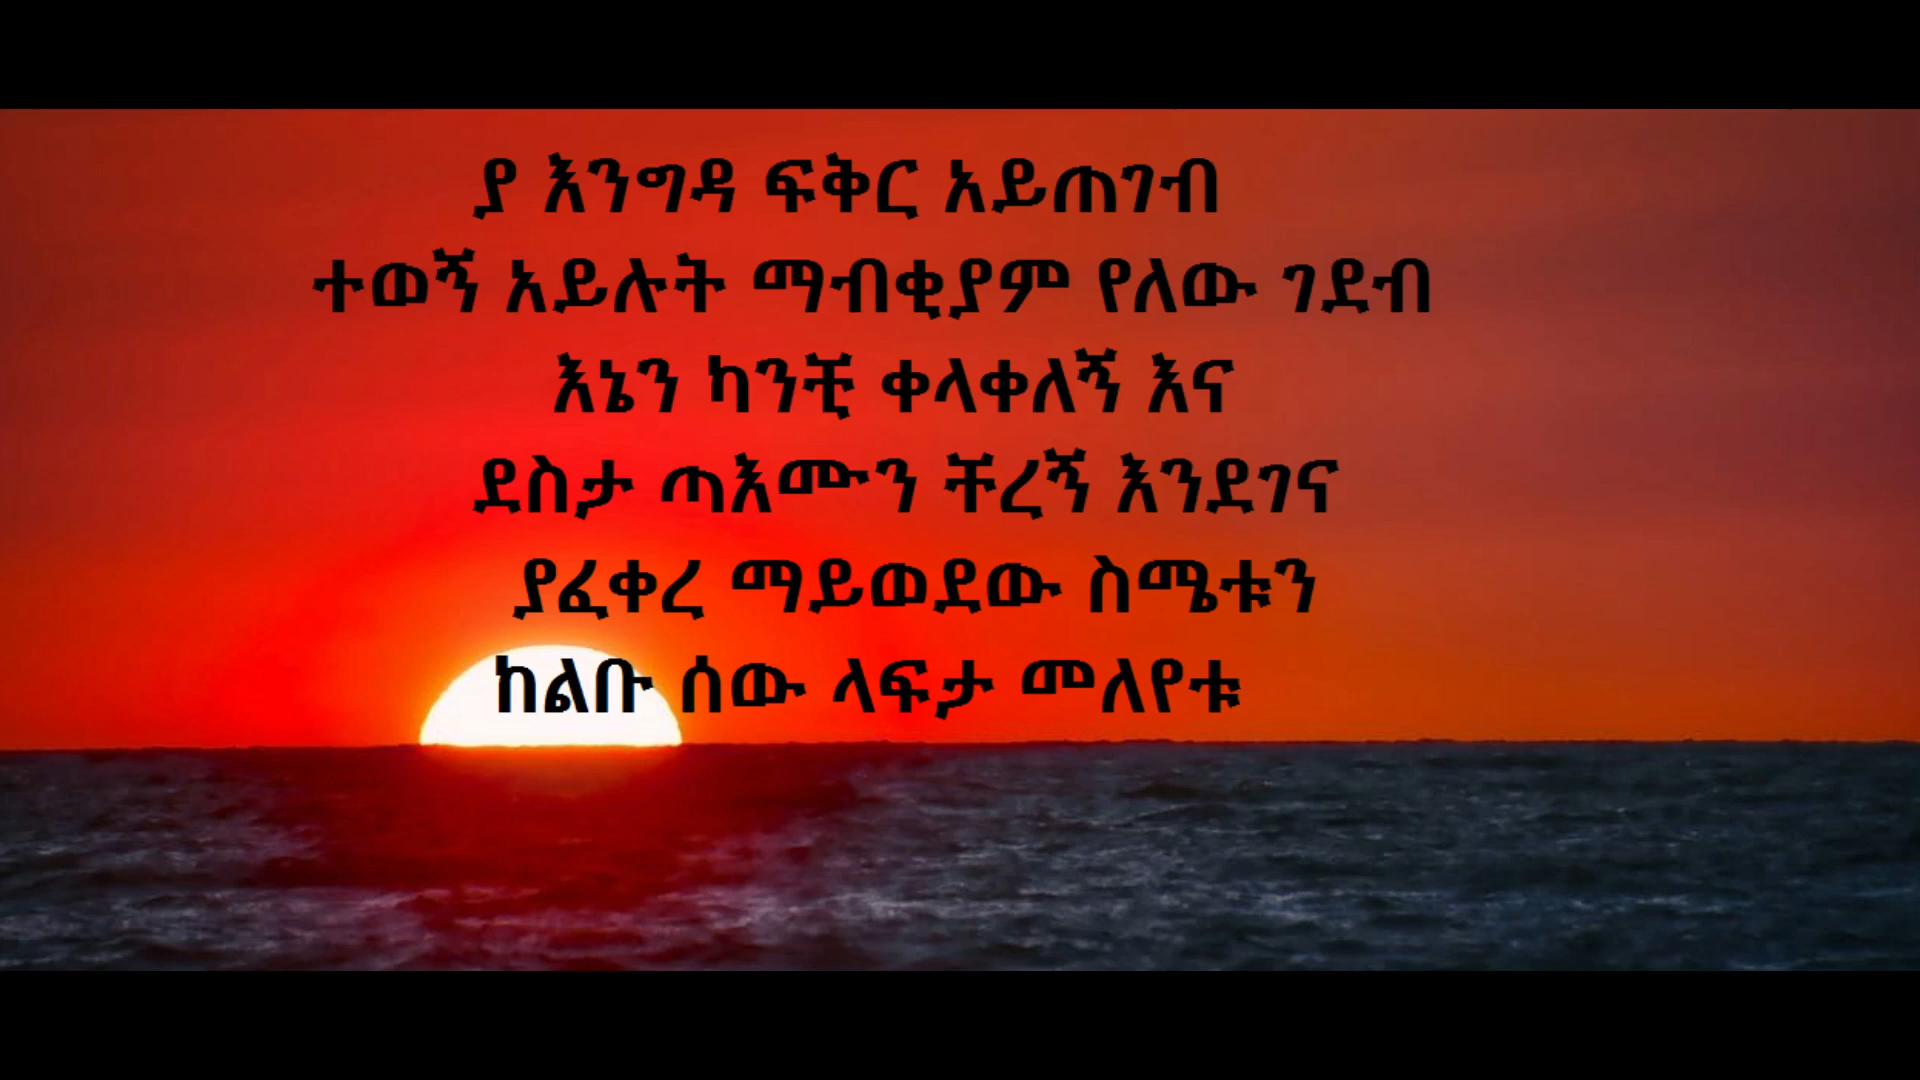 ያ እንግዳ ፍቅር አይጠገብ
ተወኝ አይሉት ማብቂያም የለው ገደብ
እኔን ካንቺ ቀላቀለኝ እና
ደስታ ጣእሙን ቸረኝ እንደገና
ያፈቀረ ማይወደው ስሜቱን
ከልቡ ሰው ላፍታ መለየቱ